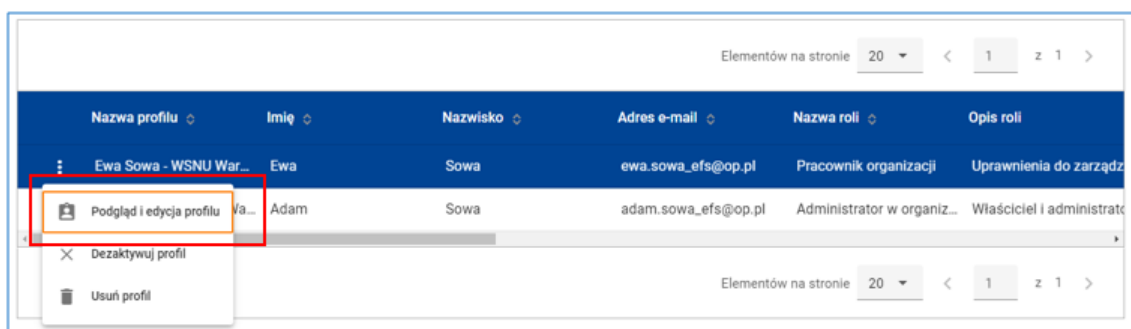 Elementów na stronie 20 < 1 z 1 >
Nazwa profilu Imię Nazwisko Adres e-mail Nazwa roli Opis roli
Ewa Sowa - WSNU War... Ewa Sowa ewa.sowa_efs@op.pl Pracownik organizacji Uprawnienia do zarządz
Podgląd i edycja profilu Wa... Adam Sowa adam.sowa_efs@op.pl Administrator w organiz... Właściciel i administrato
Dezaktywuj profil
Usuń profil
Elementów na stronie 20 < 1 z 1 >